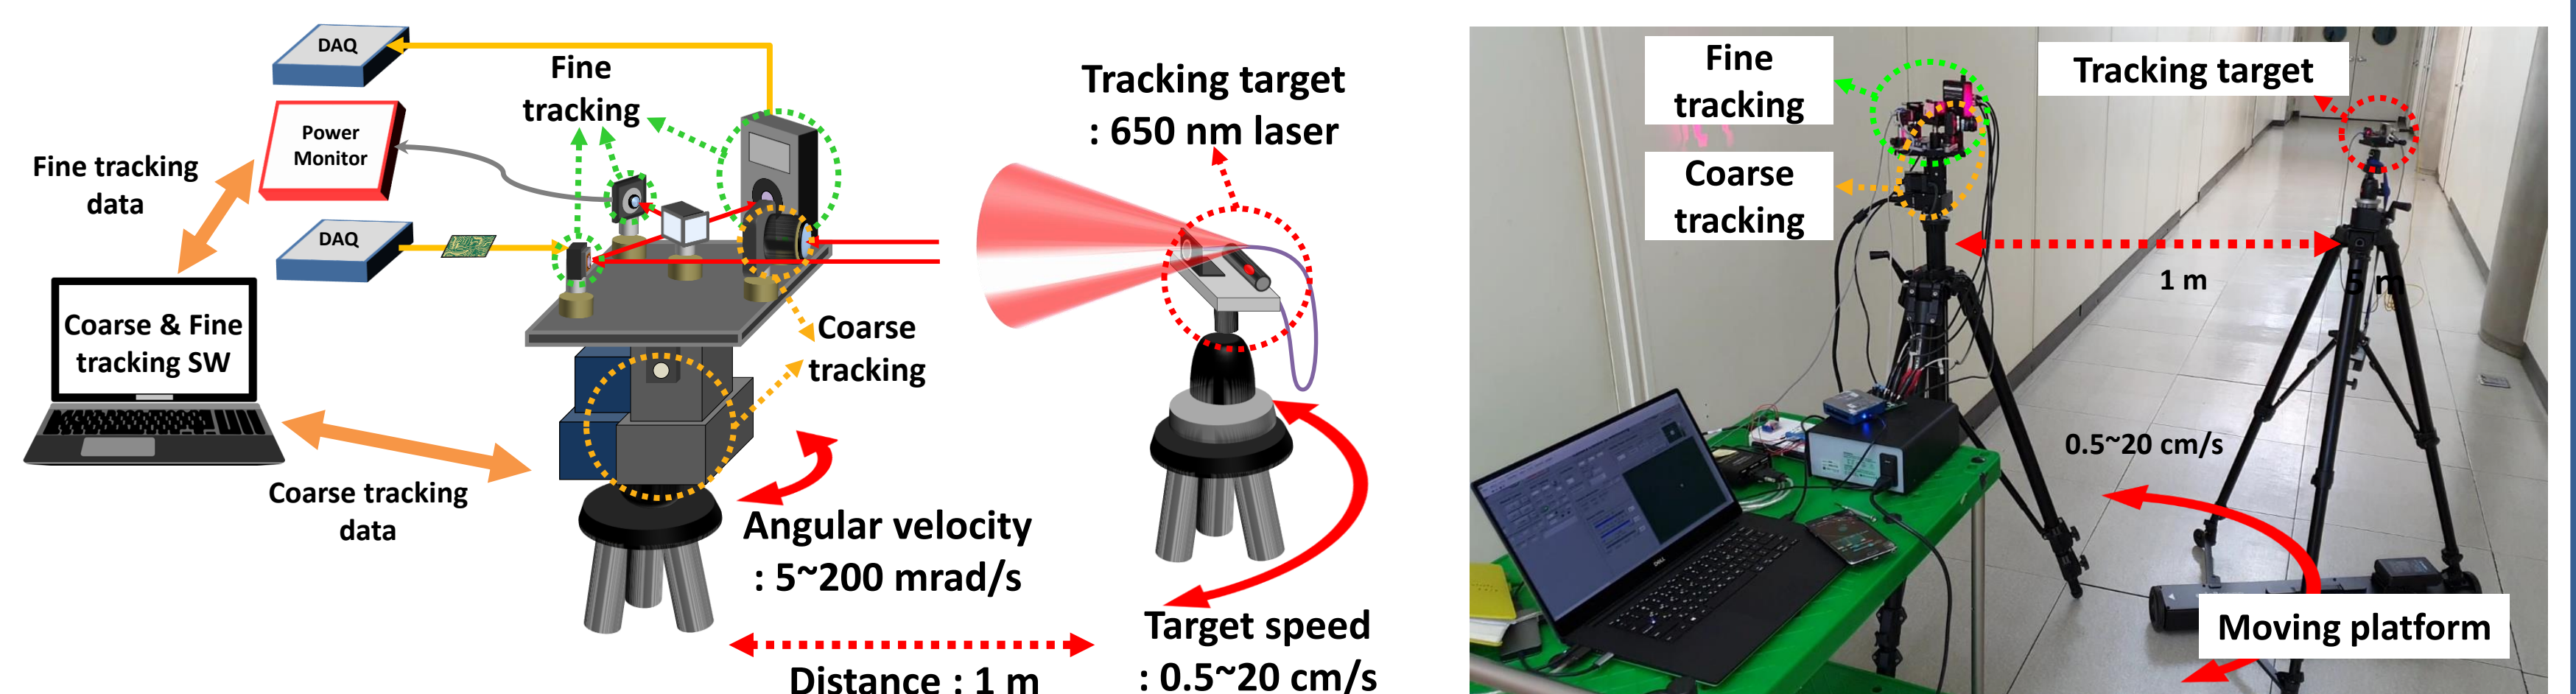 DAQ
Fine
tracking
Power
Monitor
Fine tracking
data
DAQ
Coarse & Fine
tracking SW
Coarse tracking
data
Coarse
tracking
Angular velocity
: 5~200 mrad/s
Distance : 1 m
Tracking target
: 650 nm laser
Target speed
: 0.5~20 cm/s
Fine
tracking
Coarse
tracking
Tracking target
1 m
m
0.5~20 cm/s
DELL
Moving platform